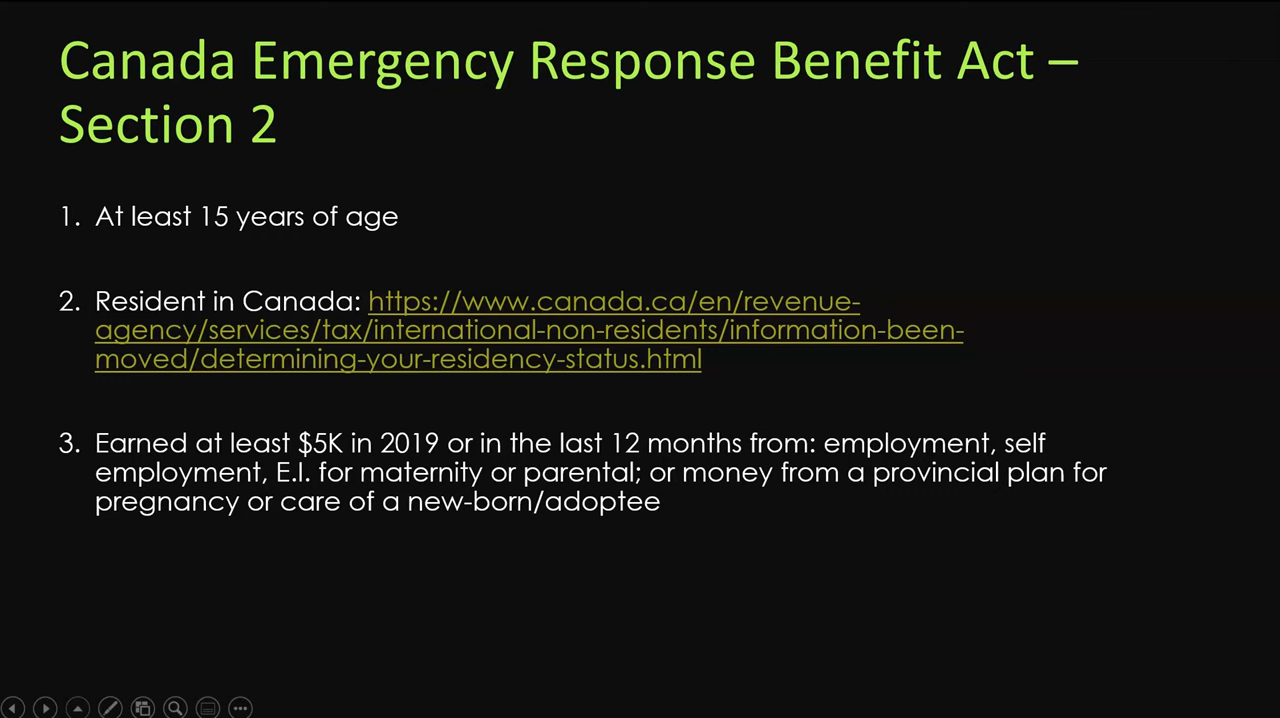 Canada Emergency Response Benefit Act –
Section 2
1. At least 15 years of age
2. Resident in Canada: https://www.canada.ca/en/revenue-
agency/services/tax/international-non-residents/information-been-
moved/determining-your-residency-status.html
3. Earned at least $5K in 2019 or in the last 12 months from: employment, self
employment, E.I. for maternity or parental; or money from a provincial plan for
pregnancy or care of a new-born/adoptee